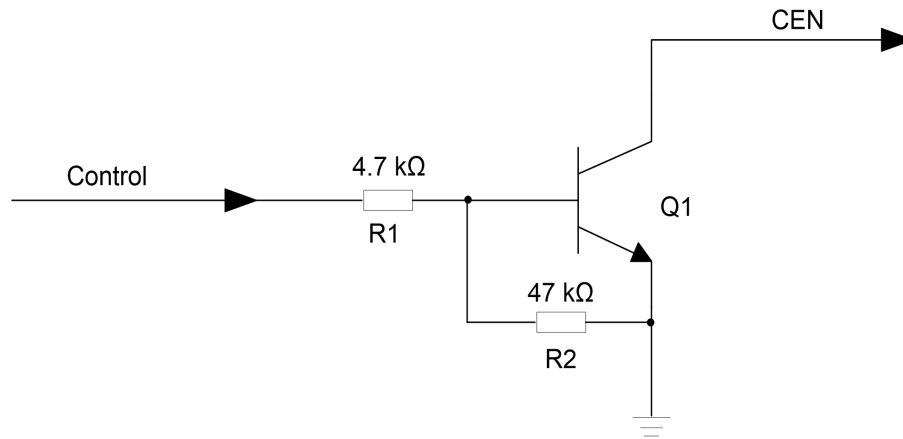 CEN
Control
4.7 kΩ
R1
Q1
47 kΩ
R2